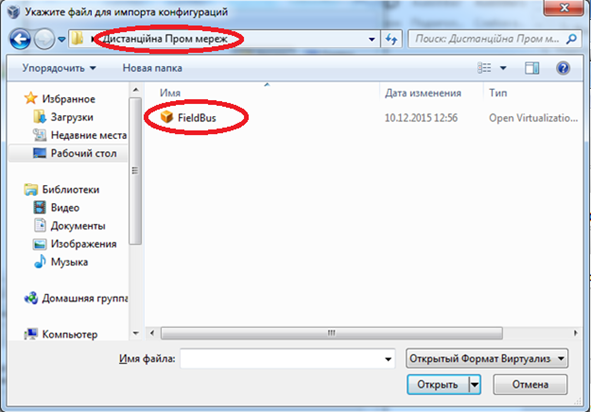 Укажите файл для импорта конфигураций
Дистанційна Пром мереж
Поиск: Дистанційна Пром м...
Упорядочить
Новая папка
Имя
Дата изменения
Тип
Избранное
Загрузки
Недавние места
Рабочий стол
Библиотеки
Видео
Документы
Изображения
Музыка
Домашняя группа
Компьютер
FieldBus
10.12.2015 12:56
Open Virtualizatio...
Имя файла:
Открытый Формат Виртуализ
Открыть
Отмена